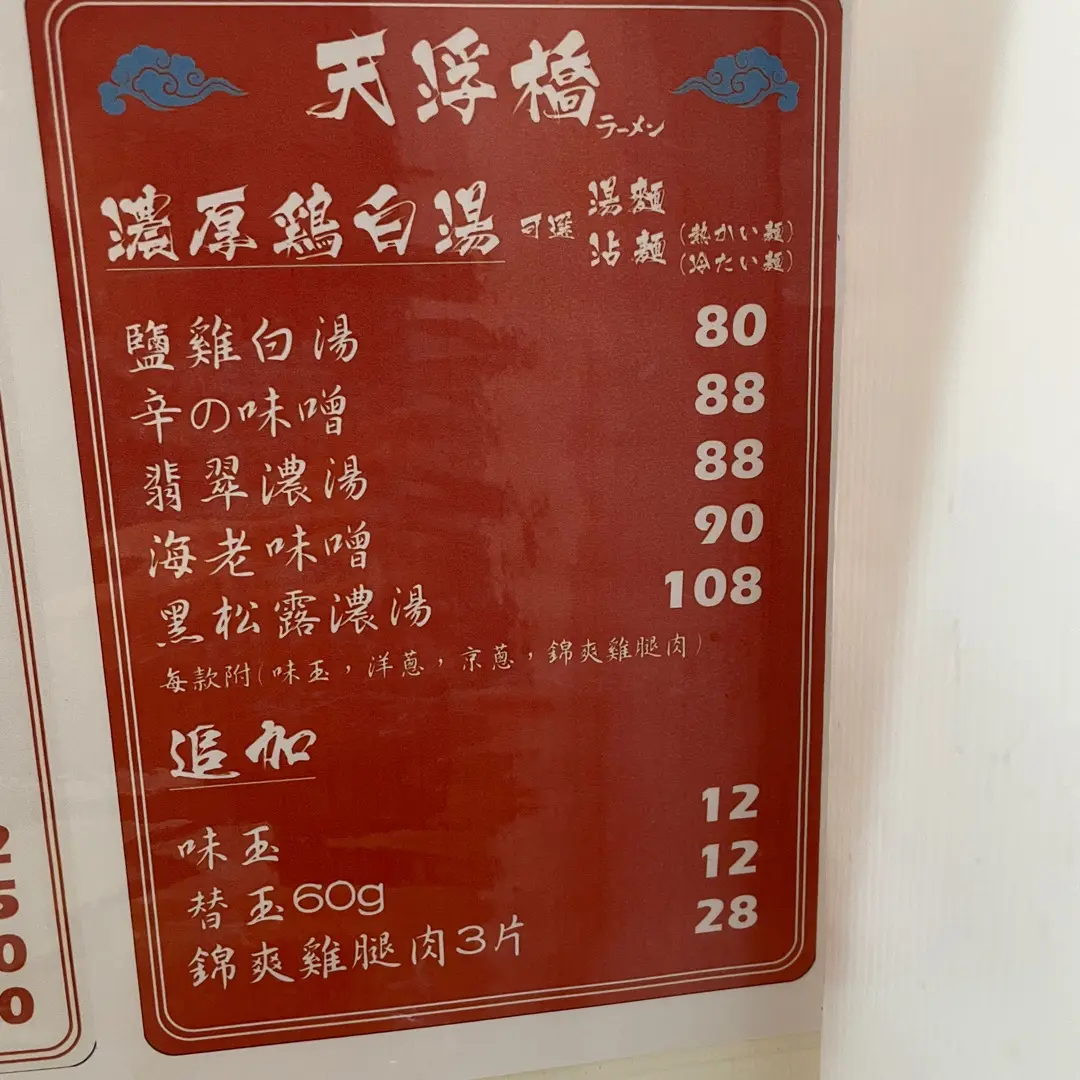 天浮橋
ラーメン
濃厚鶏白湯 可選 湯麵
沾麵 (熱かい麺)
(冷たい麺)
鹽雞白湯 80
辛の味噌 88
翡翠濃湯 88
海老味噌 90
黑松露濃湯 108
每款附(味玉,洋蔥,京蔥,錦爽雞腿肉)
追加
味玉 12
替玉60g 12
錦爽雞腿肉3片 28